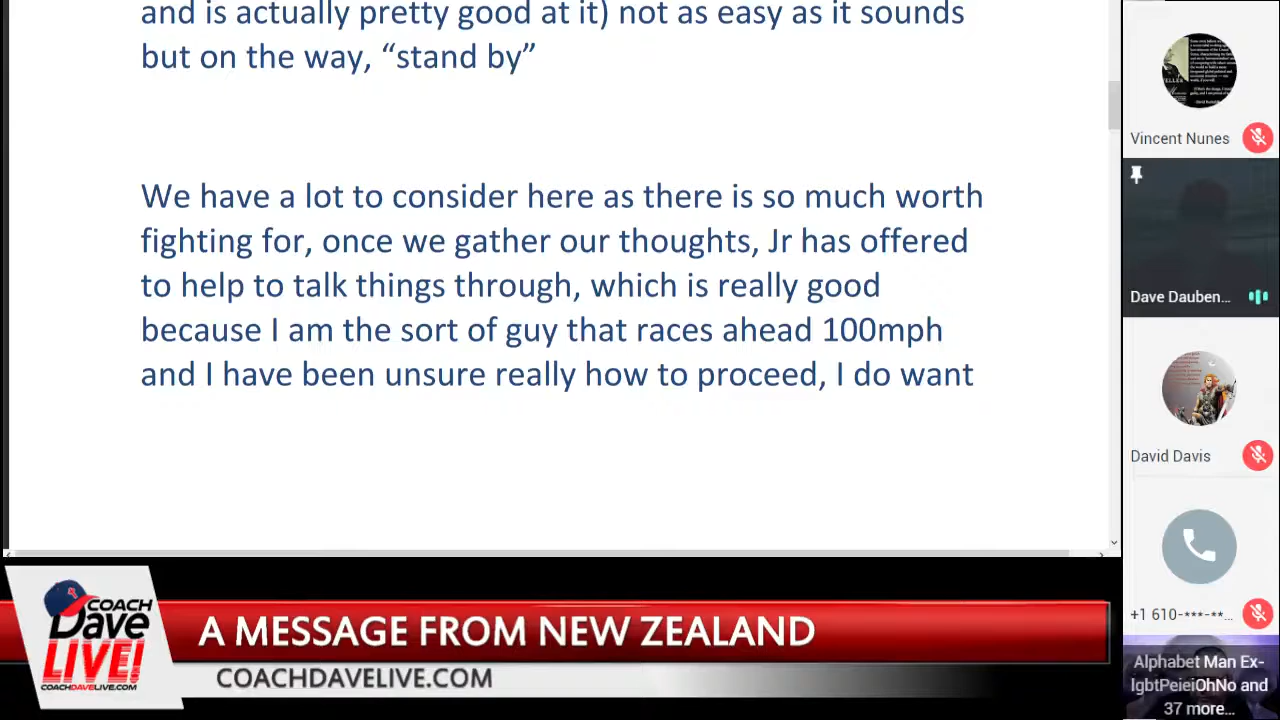 and is actually pretty good at it) not as easy as it sounds
but on the way, “stand by”
We have a lot to consider here as there is so much worth
fighting for, once we gather our thoughts, Jr has offered
to help to talk things through, which is really good
because I am the sort of guy that races ahead 100mph
and I have been unsure really how to proceed, I do want
Vincent Nunes
Dave Dauben...
David Davis
+1 610-***-**...
Alphabet Man Ex-
lgbtPeieiOhNo and
37 more...
COACH
Dave
LIVE!
COACHDAVELIVE.COM
A MESSAGE FROM NEW ZEALAND
COACHDAVELIVE.COM